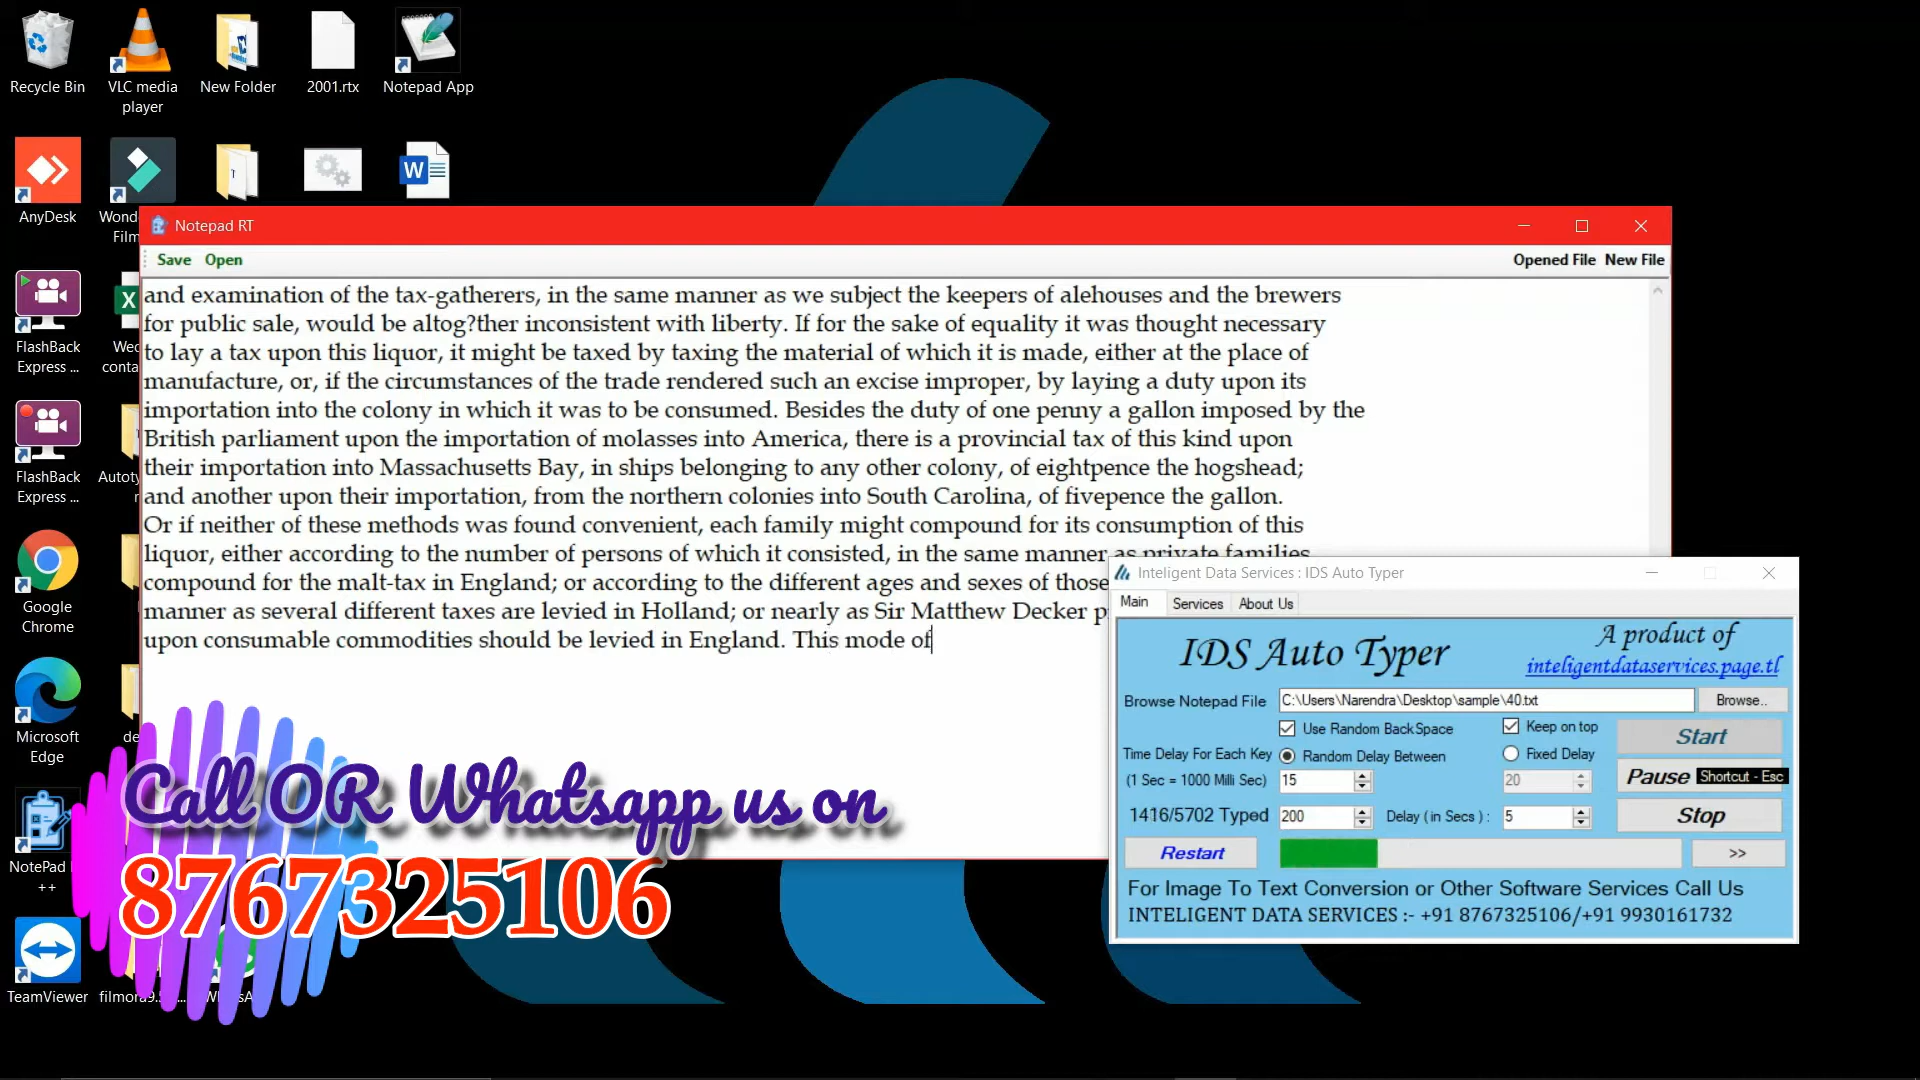 Recycle Bin
VLC media
player
New Folder
2001.rtx
Notepad App
AnyDesk
FlashBack
Express ...
FlashBack
Express ...
Google
Chrome
Microsoft
Edge
NotePad
++
TeamViewer
Notepad RT
Save Open
Opened File New File
and examination of the tax-gatherers, in the same manner as we subject the keepers of alehouses and the brewers
for public sale, would be altog?ther inconsistent with liberty. If for the sake of equality it was thought necessary
to lay a tax upon this liquor, it might be taxed by taxing the material of which it is made, either at the place of
manufacture, or, if the circumstances of the trade rendered such an excise improper, by laying a duty upon its
importation into the colony in which it was to be consumed. Besides the duty of one penny a gallon imposed by the
British parliament upon the importation of molasses into America, there is a provincial tax of this kind upon
their importation into Massachusetts Bay, in ships belonging to any other colony, of eightpence the hogshead;
and another upon their importation, from the northern colonies into South Carolina, of fivepence the gallon.
Or if neither of these methods was found convenient, each family might compound for its consumption of this
liquor, either according to the number of persons of which it consisted, in the same manner as private families
compound for the malt-tax in England; or according to the different ages and sexes of those
manner as several different taxes are levied in Holland; or nearly as Sir Matthew Decker
upon consumable commodities should be levied in England. This mode of
Inteligent Data Services : IDS Auto Typer
Main Services About Us
IDS Auto Typer
A product of
inteligentdataservices.page.tl
Browse Notepad File C:\Users\Narendra\Desktop\sample\40.txt Browse..
Use Random BackSpace Keep on top Start
Time Delay For Each Key Random Delay Between Fixed Delay
(1 Sec = 1000 Milli Sec) 15 20 Pause Shortcut - Esc
1416/5702 Typed 200 Delay ( in Secs ) : 5 Stop
Restart >>
For Image To Text Conversion or Other Software Services Call Us
INTELIGENT DATA SERVICES :- +91 8767325106/+91 9930161732
Call OR Whatsapp us on
8767325106